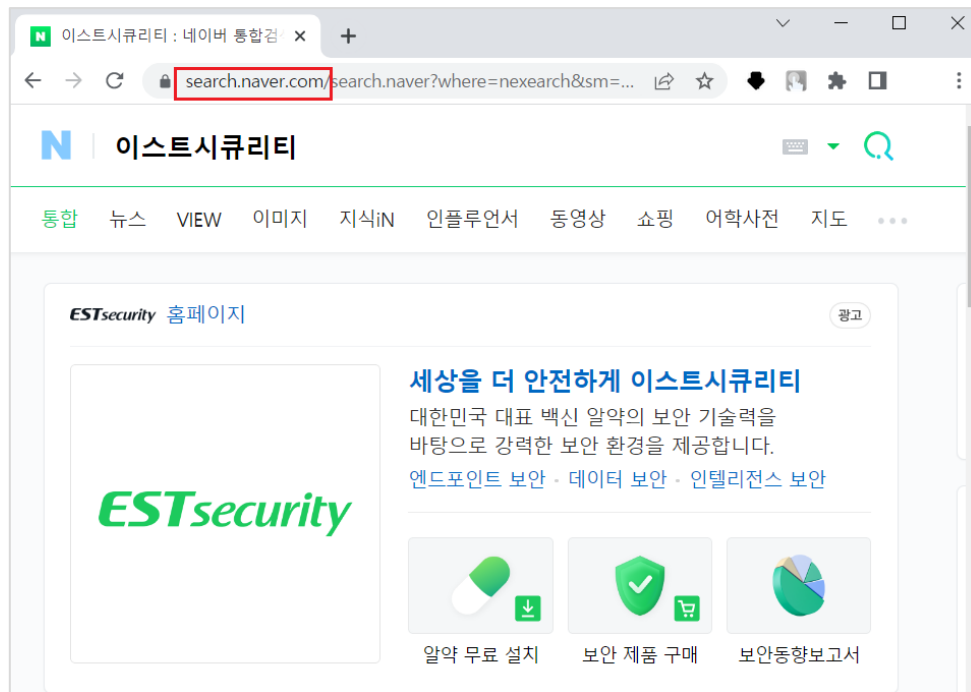 이스트시큐리티 : 네이버 통합검
search.naver.com/search.naver?where=nexearch&sm=...
N 이스트시큐리티
통합 뉴스 VIEW 이미지 지식iN 인플루언서 동영상 쇼핑 어학사전 지도
ESTsecurity 홈페이지 광고
세상을 더 안전하게 이스트시큐리티
대한민국 대표 백신 알약의 보안 기술력을
바탕으로 강력한 보안 환경을 제공합니다.
엔드포인트 보안 · 데이터 보안 · 인텔리전스 보안
ESTsecurity
알약 무료 설치 보안 제품 구매 보안동향보고서